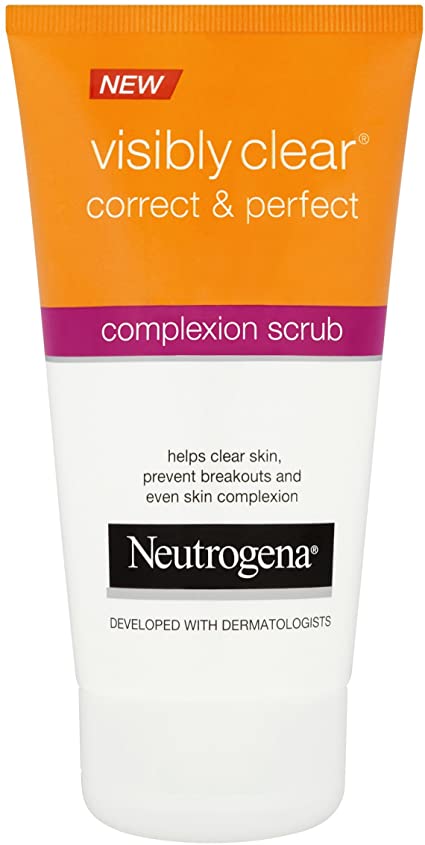 NEW
visibly clear®
correct & perfect
complexion scrub
helps clear skin,
prevent breakouts and
even skin complexion
Neutrogena®
DEVELOPED WITH DERMATOLOGISTS